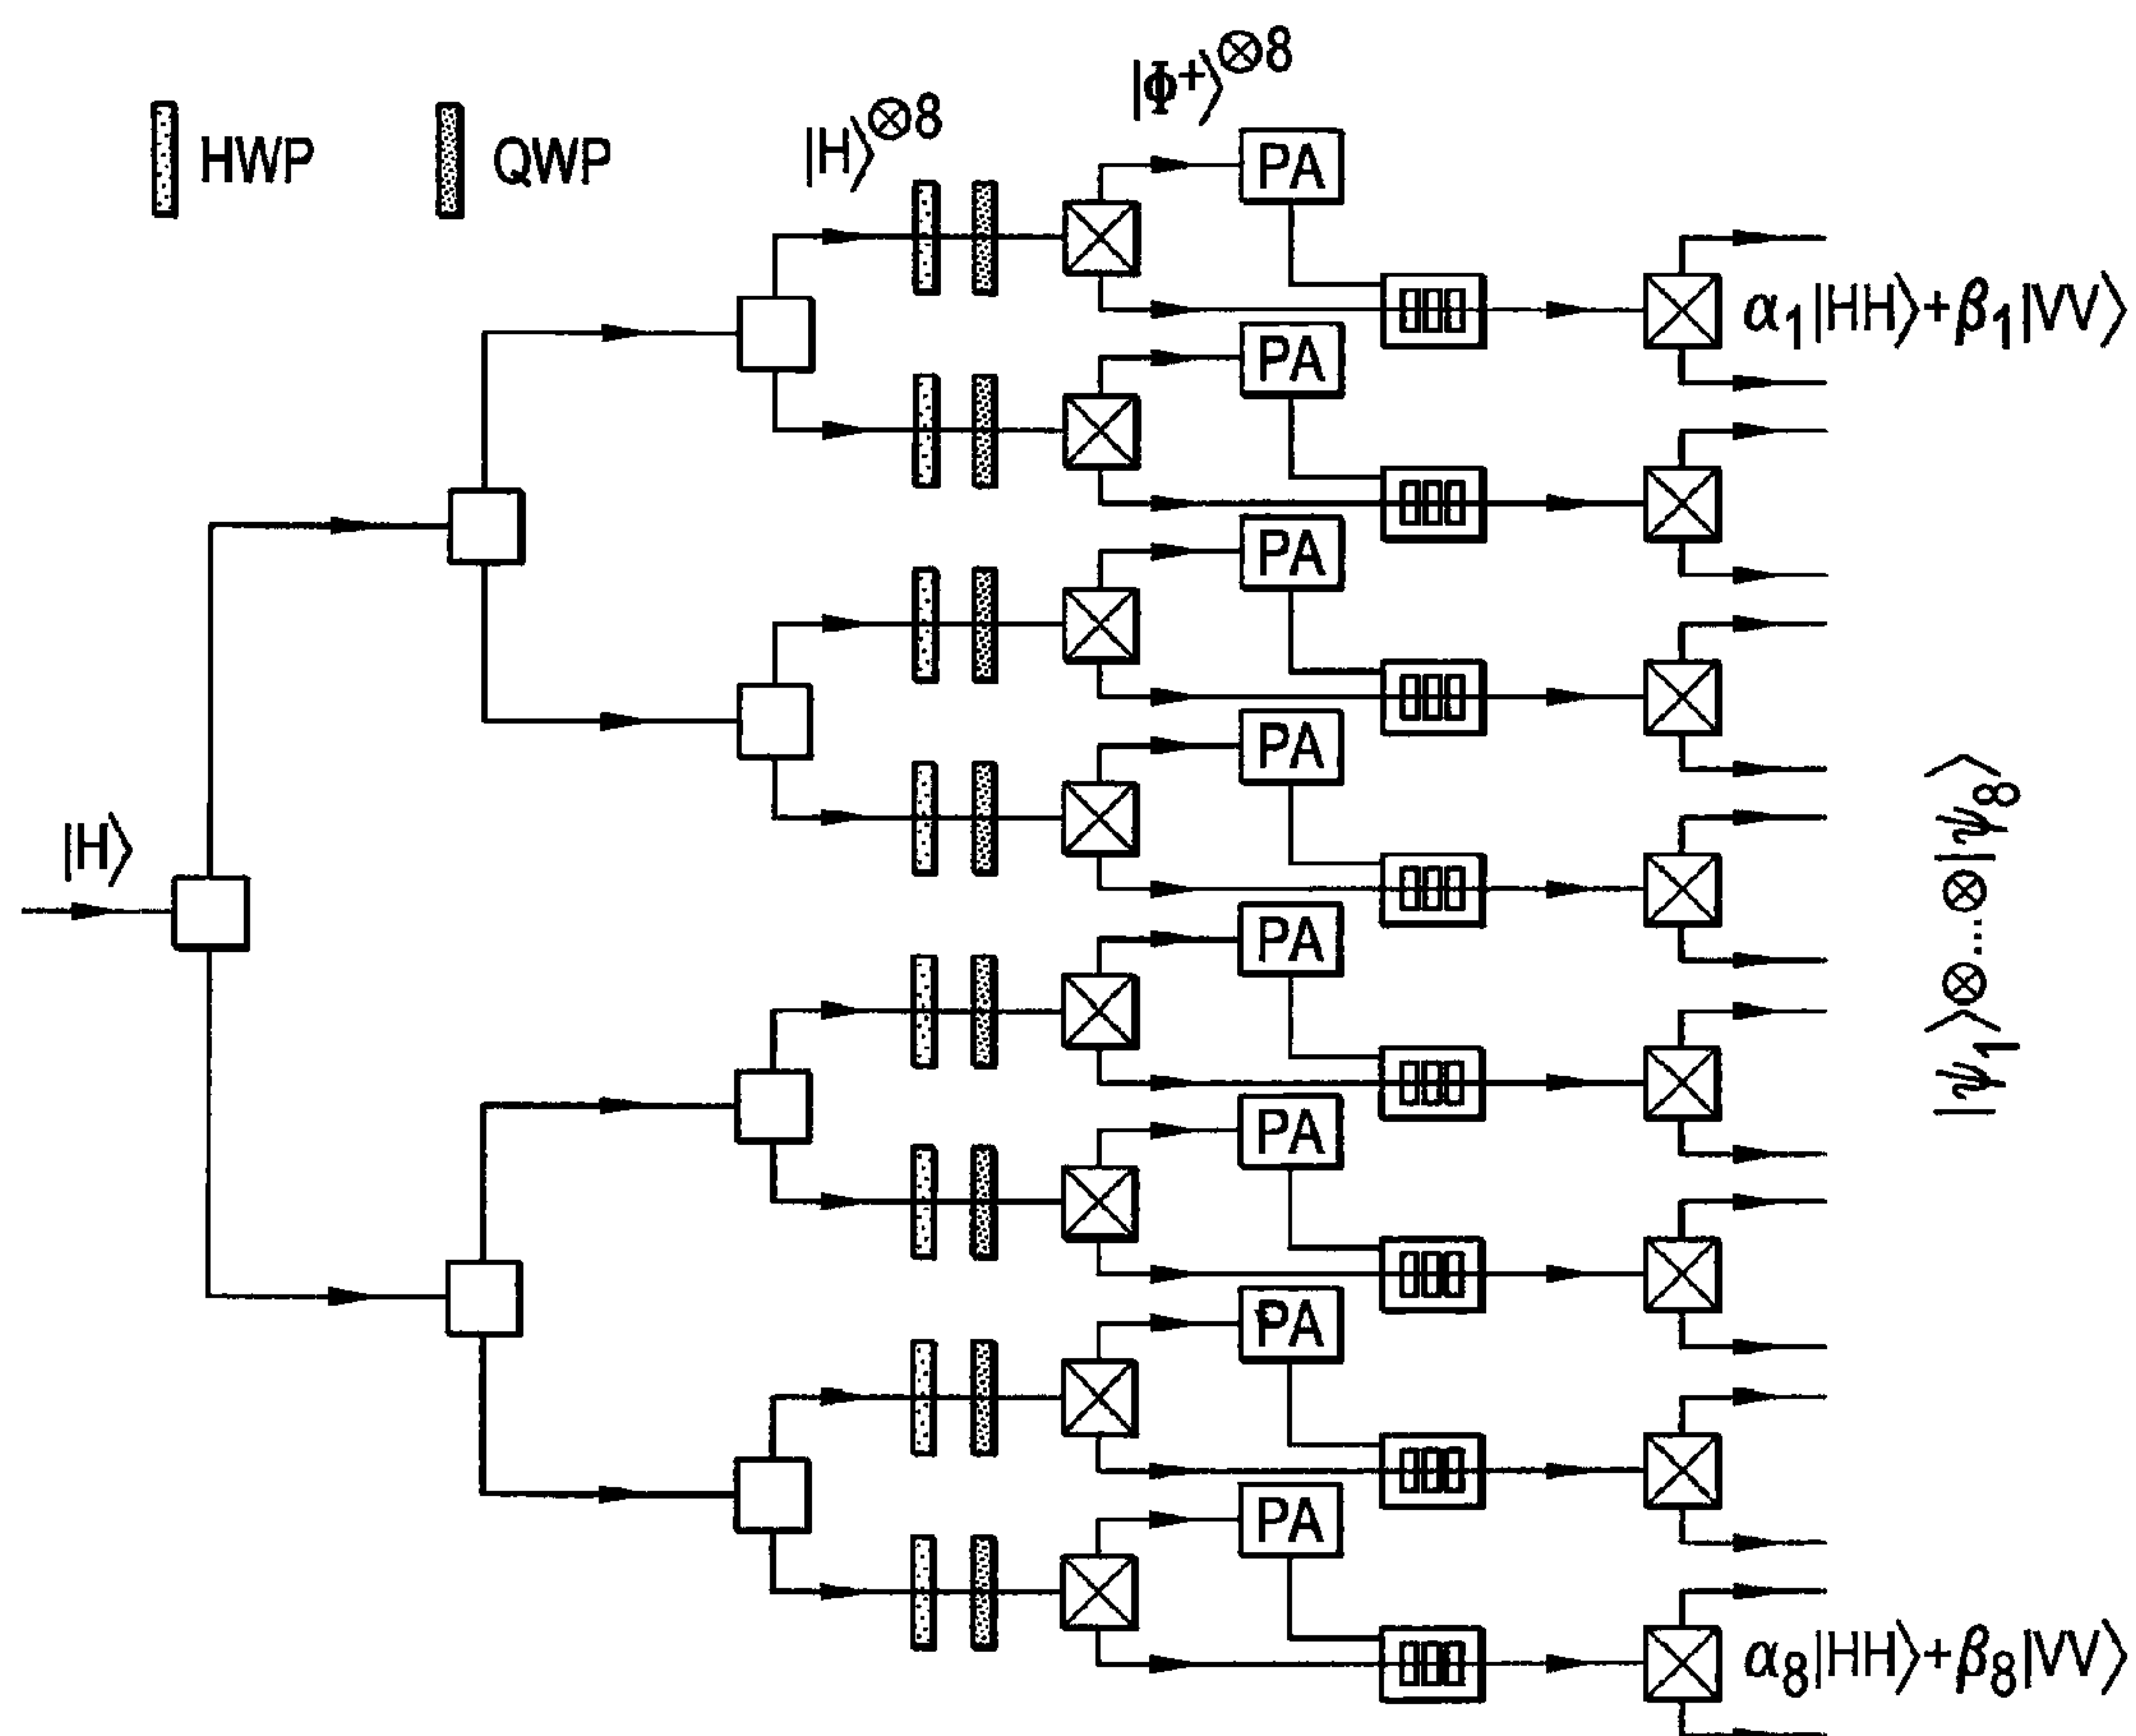 HWP
QWP
|H⟩⊗8
|Φ+⟩⊗8
PA
α1|HH⟩+β1|VV⟩
PA
PA
PA
|H⟩
|ψ1⟩⊗...⊗|ψ8⟩
PA
PA
PA
PA
α8|HH⟩+β8|VV⟩